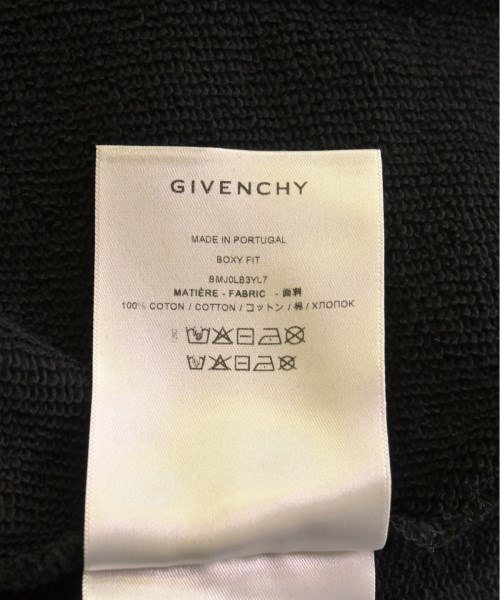 GIVENCHY
MADE IN PORTUGAL
BOXY FIT
BMJ0LB3YL7
MATIÈRE - FABRIC - 面料
100% COTON / COTTON / コットン / 棉 / ХЛОПОК